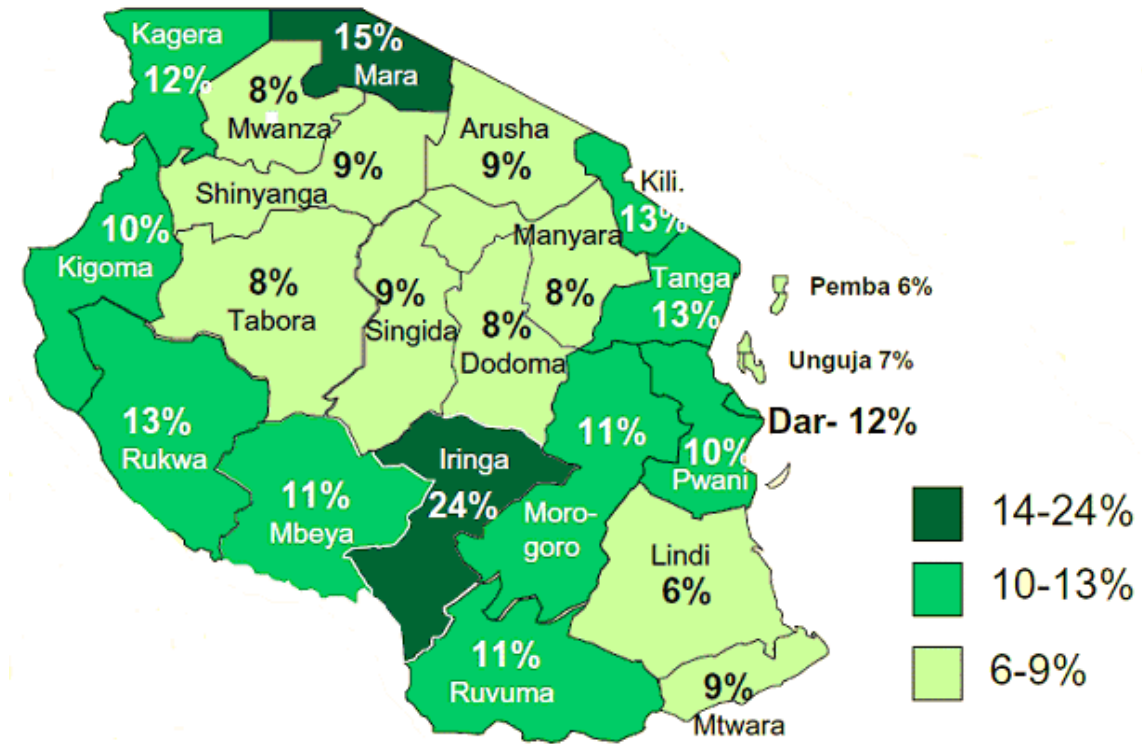 Kagera
12%
15%
Mara
8%
Mwanza
Arusha
9%
9%
Shinyanga
Kili.
13%
10%
Kigoma
Manyara
8%
8%
Tabora
9%
Singida
8%
Dodoma
Tanga
13%
Pemba 6%
Unguja 7%
Dar- 12%
13%
Rukwa
11%
Mbeya
Iringa
24%
11%
Moro-
goro
10%
Pwani
Lindi
6%
11%
Ruvuma
9%
Mtwara
14-24%
10-13%
6-9%